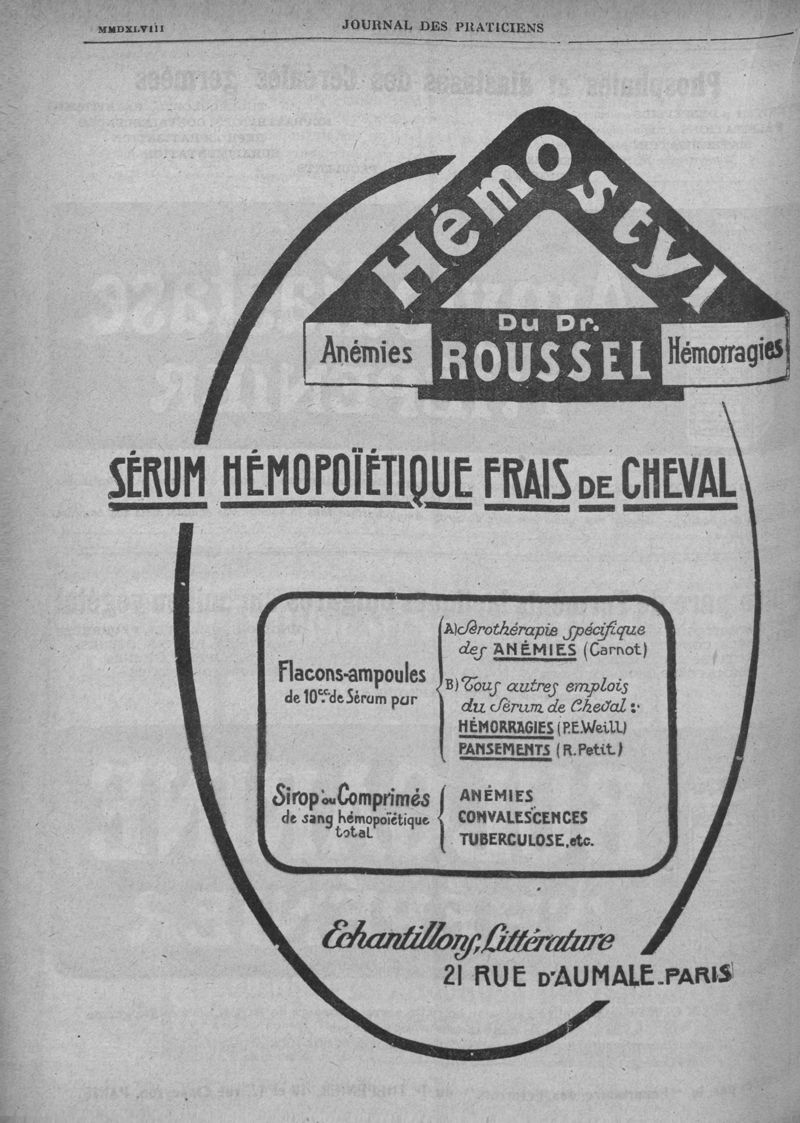 MMDXLVIII
JOURNAL DES PRATICIENS
Hémostyl
Du Dr.
ROUSSEL
Anémies
Hémorragies
SÉRUM HÉMOPOÏÉTIQUE FRAIS DE CHEVAL
Flacons-ampoules
de 10cc de Sérum pur
A) Sérothérapie spécifique
des ANÉMIES (Carnot)
B) Tous autres emplois
du Sérum de Cheval :
HÉMORRAGIES (P.E.Weill)
PANSEMENTS (R.Petit)
Sirop ou Comprimés
de sang hémopoïétique
total
ANÉMIES
CONVALESCENCES
TUBERCULOSE, etc.
Echantillons, Littérature
21 RUE D'AUMALE-PARIS